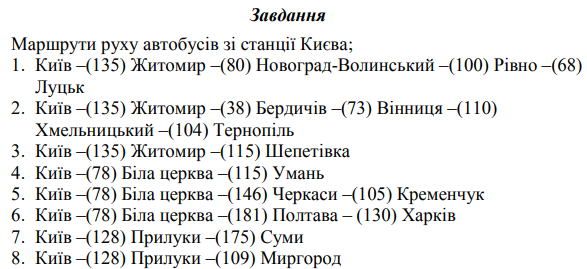 Завдання
Маршрути руху автобусів зі станції Києва;
1. Київ –(135) Житомир –(80) Новоград-Волинський –(100) Рівно –(68)
Луцьк
2. Київ –(135) Житомир –(38) Бердичів –(73) Вінниця –(110)
Хмельницький –(104) Тернопіль
3. Київ –(135) Житомир –(115) Шепетівка
4. Київ –(78) Біла церква –(115) Умань
5. Київ –(78) Біла церква –(146) Черкаси –(105) Кременчук
6. Київ –(78) Біла церква –(181) Полтава – (130) Харків
7. Київ –(128) Прилуки –(175) Суми
8. Київ –(128) Прилуки –(109) Миргород